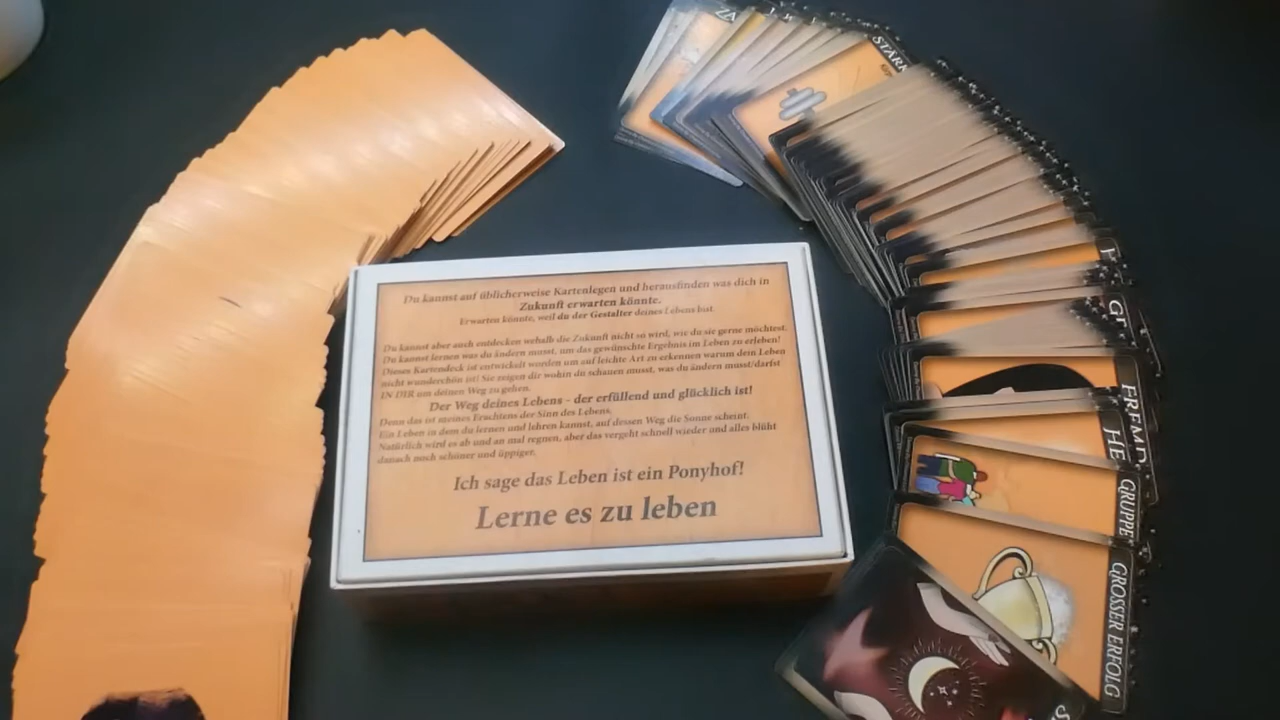 Du kannst auf üblicherweise Kartenlegen und herausfinden was dich in
Zukunft erwarten könnte.
Erwarten könnte, weil du der Gestalter deines Lebens bist.
Du kannst aber auch entdecken weßhalb die Zukunft nicht so wird, wie du sie gerne möchtest.
Du kannst lernen was du ändern musst, um das gewünschte Ergebnis im Leben zu erleben!
Dieses Kartendeck ist entwickelt worden um auf leichte Art zu erkennen warum dein Leben
nicht wunderschön ist! Sie zeigen dir wohin du schauen musst, was du ändern musst/darfst
IN DIR um deinen Weg zu gehen.
Der Weg deines Lebens - der erfüllend und glücklich ist!
Denn das ist meines Erachtens der Sinn des Lebens.
Ein Leben in dem du lernen und lehren kannst, auf dessen Weg die Sonne scheint.
Natürlich wird es ab und an mal regnen, aber das vergeht schnell wieder und alles blüht
danach noch schöner und üppiger.
Ich sage das Leben ist ein Ponyhof!
Lerne es zu leben
STÄRK
FREMD
HE
GRUPPE
GROSSER ERFOLG